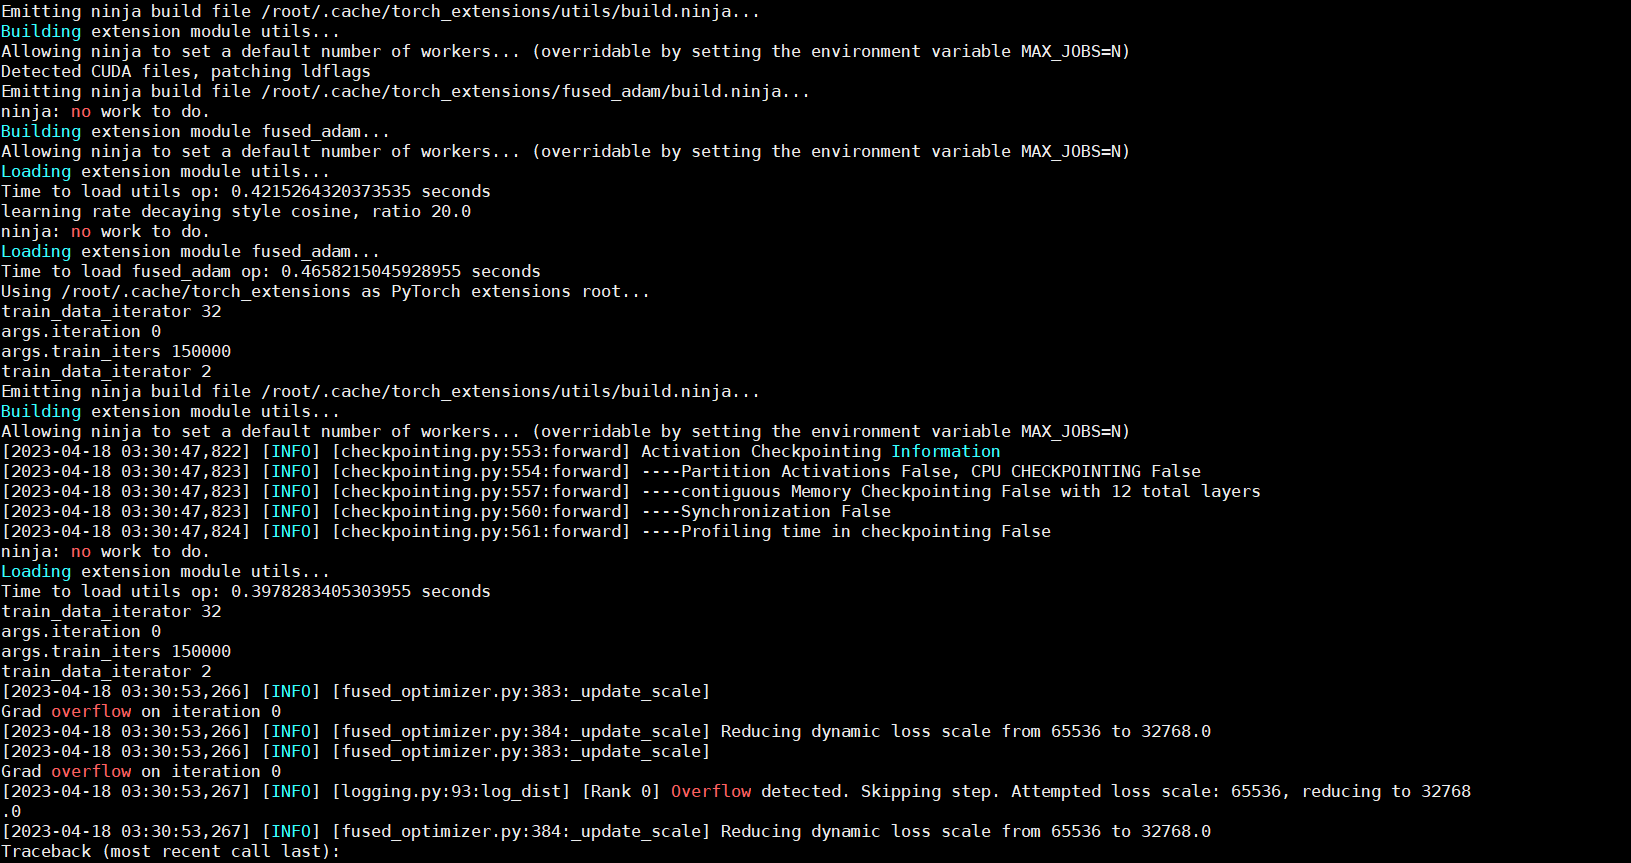 Emitting ninja build file /root/.cache/torch_extensions/utils/build.ninja...
Building extension module utils...
Allowing ninja to set a default number of workers... (overridable by setting the environment variable MAX_JOBS=N)
Detected CUDA files, patching ldflags
Emitting ninja build file /root/.cache/torch_extensions/fused_adam/build.ninja...
ninja: no work to do.
Building extension module fused_adam...
Allowing ninja to set a default number of workers... (overridable by setting the environment variable MAX_JOBS=N)
Loading extension module utils...
Time to load utils op: 0.4215264320373535 seconds
learning rate decaying style cosine, ratio 20.0
ninja: no work to do.
Loading extension module fused_adam...
Time to load fused_adam op: 0.4658215045928955 seconds
Using /root/.cache/torch_extensions as PyTorch extensions root...
train_data_iterator 32
args.iteration 0
args.train_iters 150000
train_data_iterator 2
Emitting ninja build file /root/.cache/torch_extensions/utils/build.ninja...
Building extension module utils...
Allowing ninja to set a default number of workers... (overridable by setting the environment variable MAX_JOBS=N)
[2023-04-18 03:30:47,822] [INFO] [checkpointing.py:553:forward] Activation Checkpointing Information
[2023-04-18 03:30:47,823] [INFO] [checkpointing.py:554:forward] ----Partition Activations False, CPU CHECKPOINTING False
[2023-04-18 03:30:47,823] [INFO] [checkpointing.py:557:forward] ----contiguous Memory Checkpointing False with 12 total layers
[2023-04-18 03:30:47,823] [INFO] [checkpointing.py:560:forward] ----Synchronization False
[2023-04-18 03:30:47,824] [INFO] [checkpointing.py:561:forward] ----Profiling time in checkpointing False
ninja: no work to do.
Loading extension module utils...
Time to load utils op: 0.3978283405303955 seconds
train_data_iterator 32
args.iteration 0
args.train_iters 150000
train_data_iterator 2
[2023-04-18 03:30:53,266] [INFO] [fused_optimizer.py:383:_update_scale]
Grad overflow on iteration 0
[2023-04-18 03:30:53,266] [INFO] [fused_optimizer.py:384:_update_scale] Reducing dynamic loss scale from 65536 to 32768.0
[2023-04-18 03:30:53,266] [INFO] [fused_optimizer.py:383:_update_scale]
Grad overflow on iteration 0
[2023-04-18 03:30:53,267] [INFO] [logging.py:93:log_dist] [Rank 0] Overflow detected. Skipping step. Attempted loss scale: 65536, reducing to 32768
.0
[2023-04-18 03:30:53,267] [INFO] [fused_optimizer.py:384:_update_scale] Reducing dynamic loss scale from 65536 to 32768.0
Traceback (most recent call last):